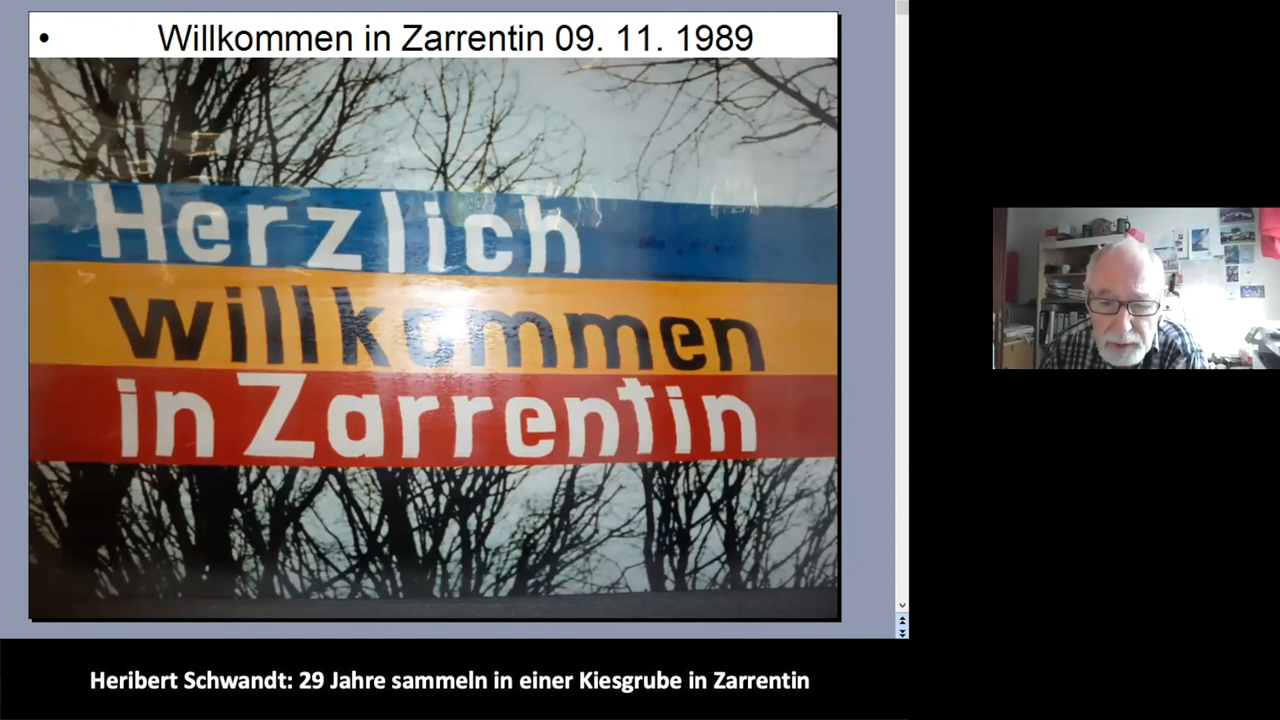 • Willkommen in Zarrentin 09. 11. 1989
Herzlich
willkommen
in Zarrentin
Heribert Schwandt: 29 Jahre sammeln in einer Kiesgrube in Zarrentin